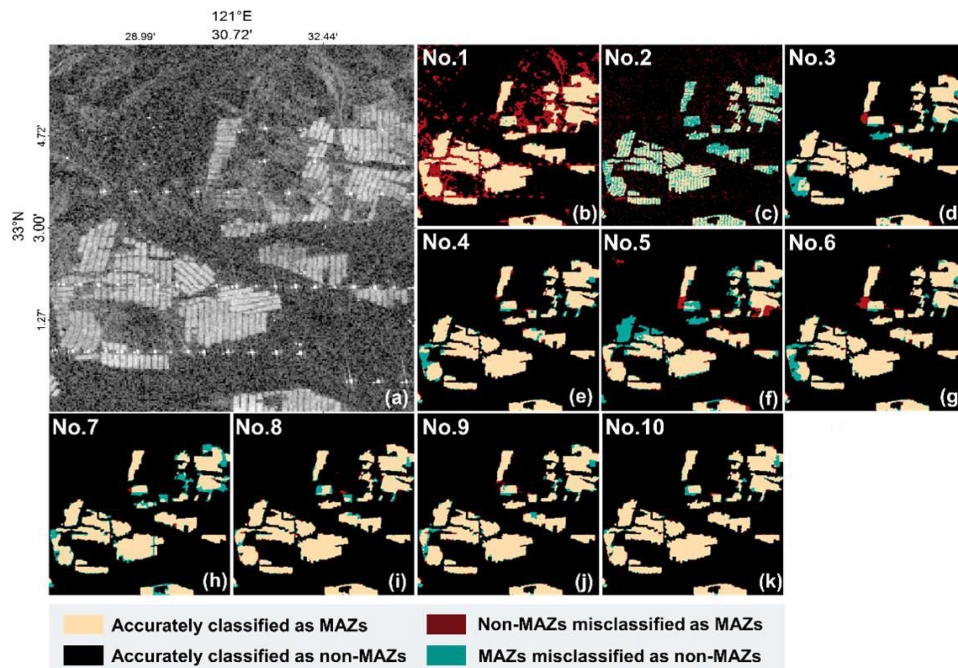 121°E
28.99' 30.72' 32.44'
33°N
4.72'
3.00'
1.27'
(a)
No.1
(b)
No.2
(c)
No.3
(d)
No.4
(e)
No.5
(f)
No.6
(g)
No.7
(h)
No.8
(i)
No.9
(j)
No.10
(k)
Accurately classified as MAZs
Non-MAZs misclassified as MAZs
Accurately classified as non-MAZs
MAZs misclassified as non-MAZs